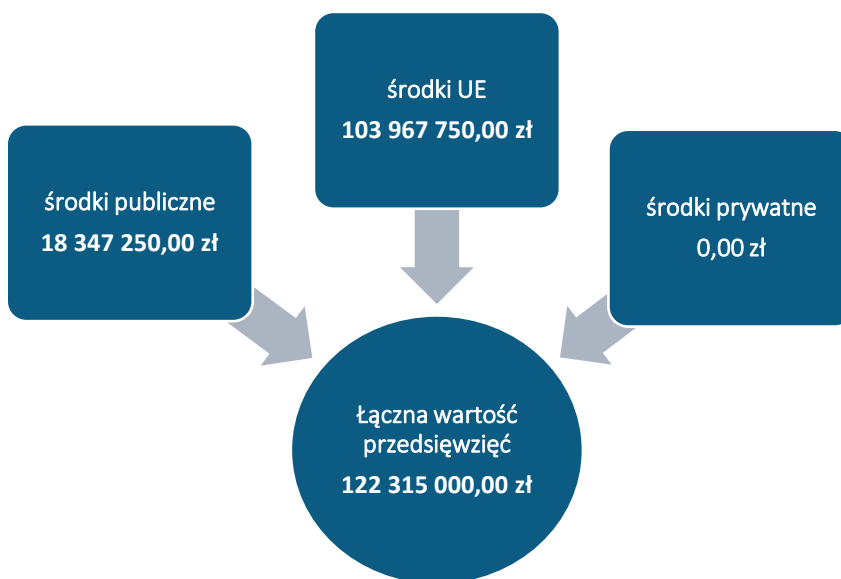 środki publiczne
18 347 250,00 zł
środki UE
103 967 750,00 zł
środki prywatne
0,00 zł
Łączna wartość
przedsięwzięć
122 315 000,00 zł